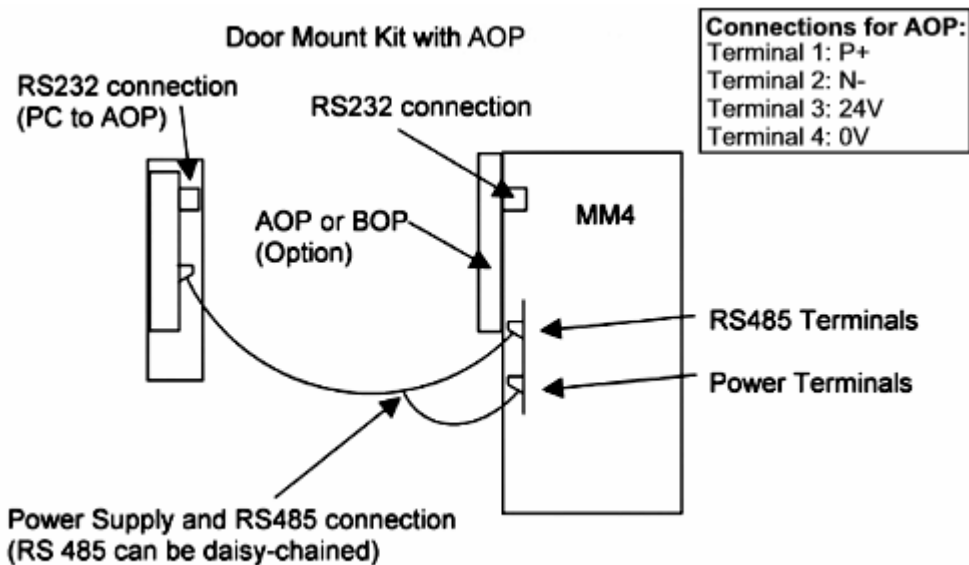 Door Mount Kit with AOP
Connections for AOP:
Terminal 1: P+
Terminal 2: N-
Terminal 3: 24V
Terminal 4: 0V
RS232 connection
(PC to AOP)
RS232 connection
AOP or BOP
(Option)
MM4
RS485 Terminals
Power Terminals
Power Supply and RS485 connection
(RS 485 can be daisy-chained)